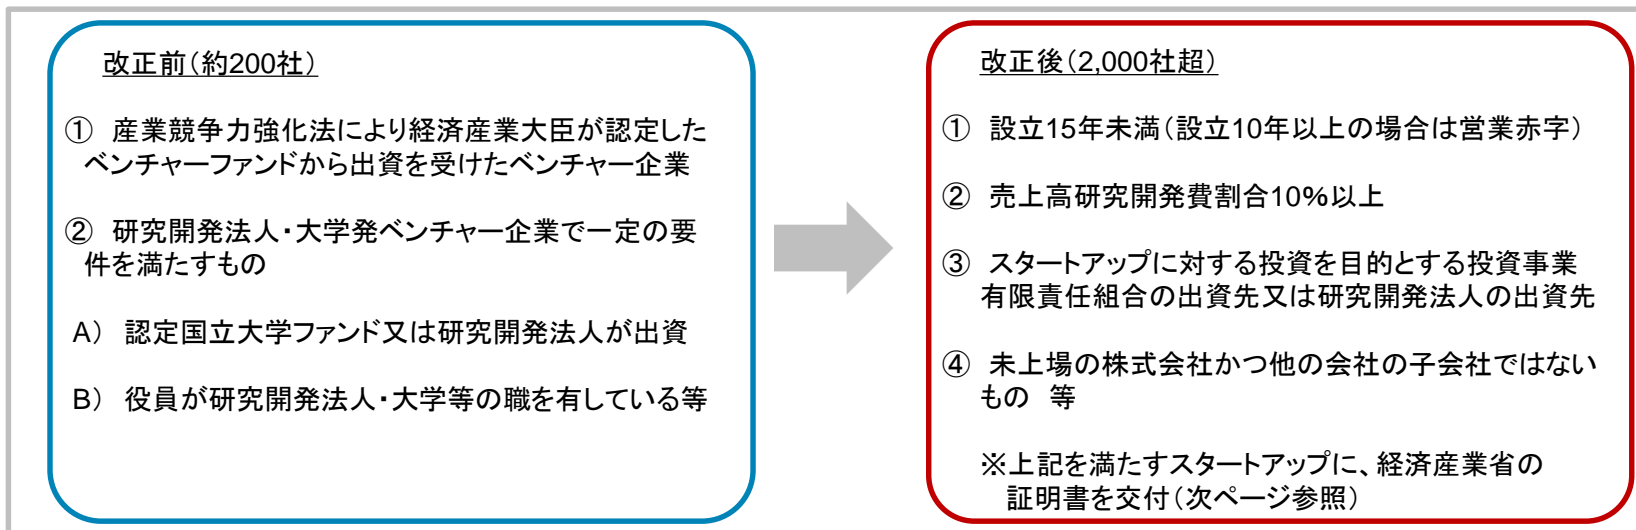 改正前（約200社）
① 産業競争力強化法により経済産業大臣が認定した
ベンチャーファンドから出資を受けたベンチャー企業
② 研究開発法人・大学発ベンチャー企業で一定の要
件を満たすもの
A） 認定国立大学ファンド又は研究開発法人が出資
B） 役員が研究開発法人・大学等の職を有している等
改正後（2,000社超）
① 設立15年未満（設立10年以上の場合は営業赤字）
② 売上高研究開発費割合10%以上
③ スタートアップに対する投資を目的とする投資事業
有限責任組合の出資先又は研究開発法人の出資先
④ 未上場の株式会社かつ他の会社の子会社ではない
もの 等
※上記を満たすスタートアップに、経済産業省の
証明書を交付（次ページ参照）